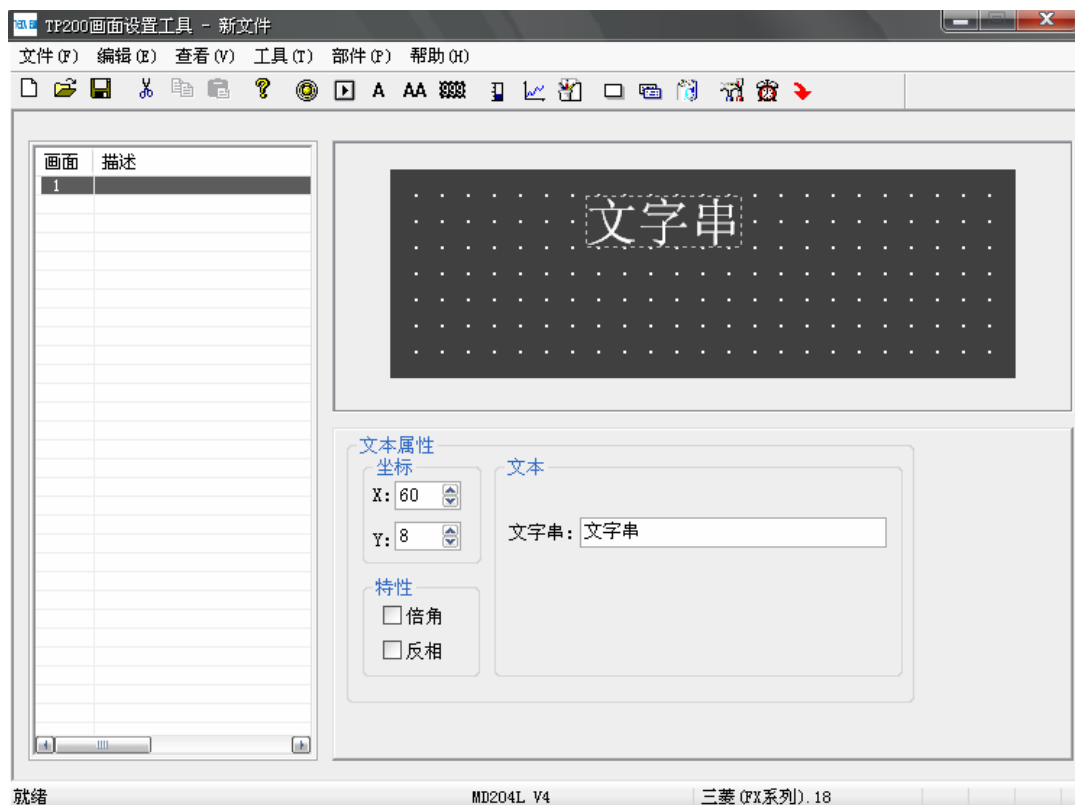 TP200画面设置工具 - 新文件
文件(F) 编辑(E) 查看(V) 工具(T) 部件(P) 帮助(H)
A AA
画面 描述
1
文字串
文本属性
坐标
X: 60
Y: 8
文本
文字串: 文字串
特性
倍角
反相
就绪 MD204L V4 三菱(FX系列).18